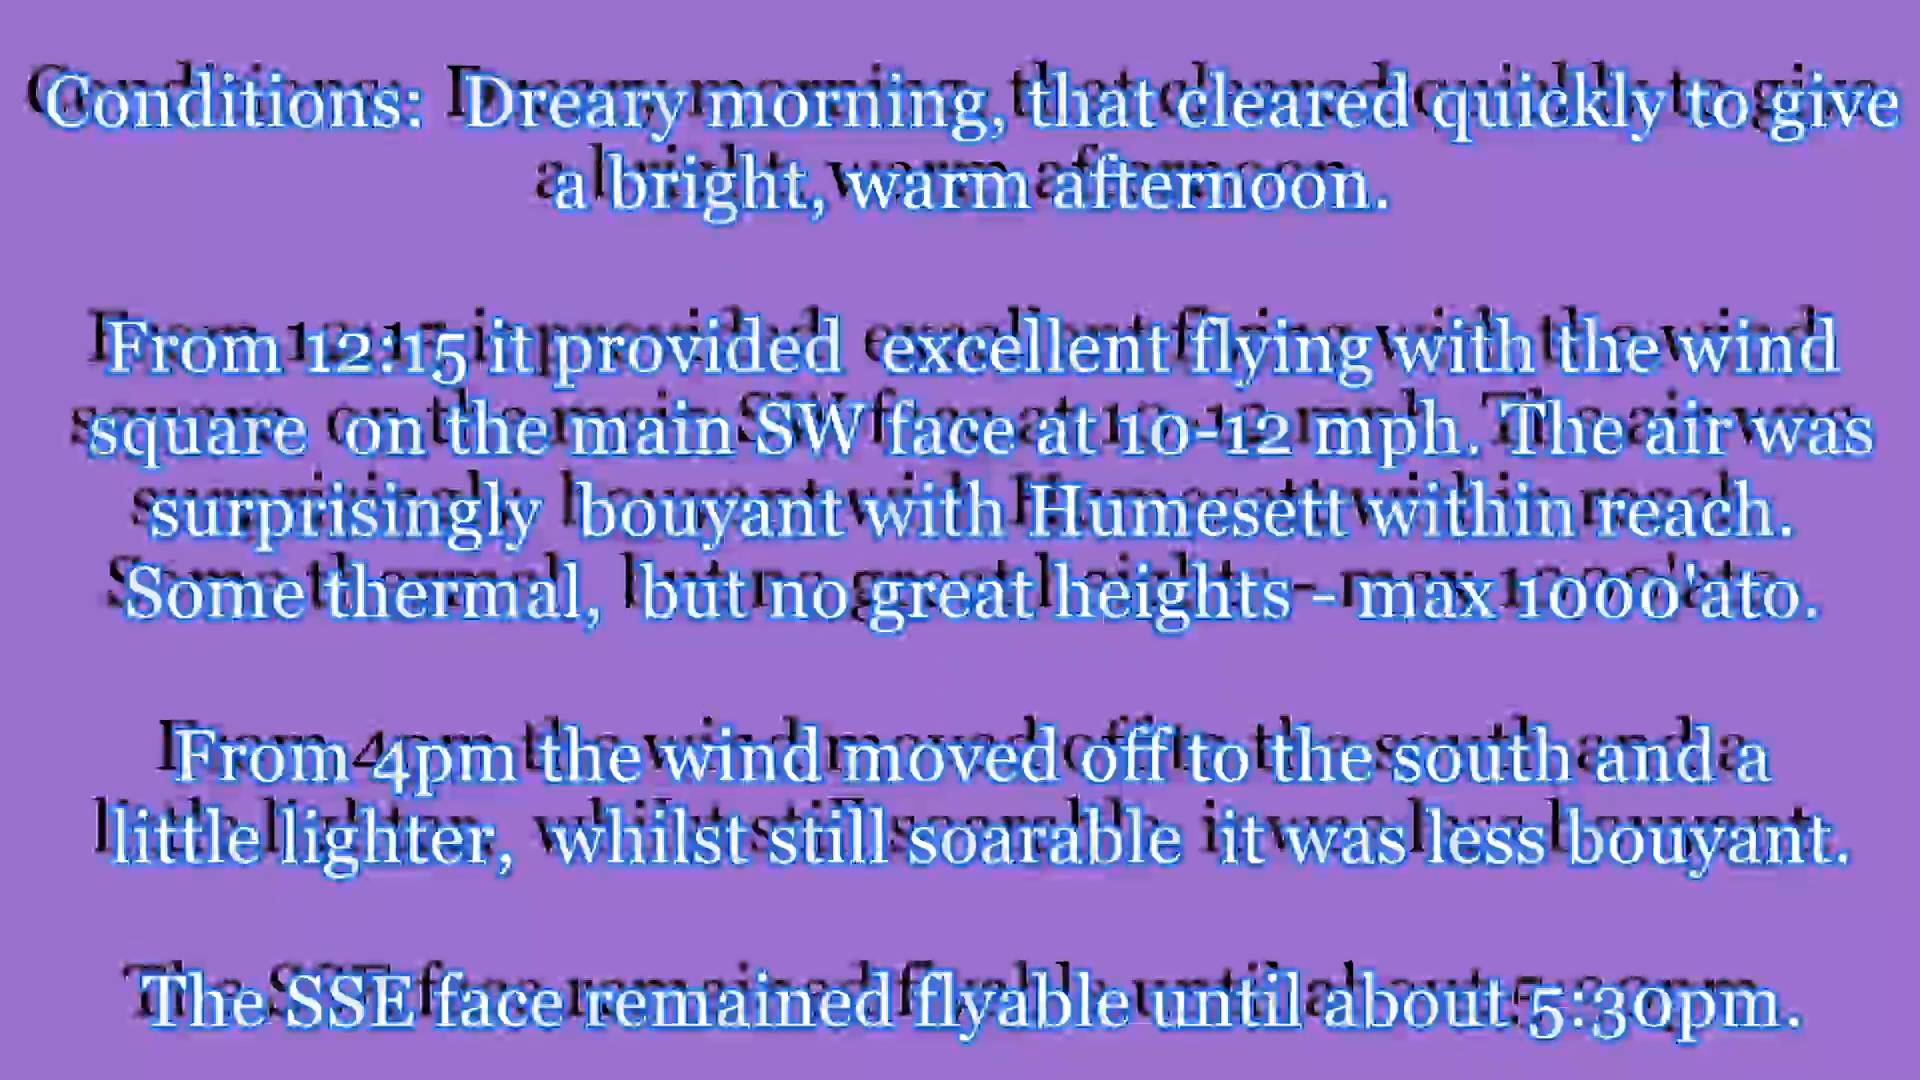 Conditions: Dreary morning, that cleared quickly to give
a bright, warm afternoon.
From 12:15 it provided excellent flying with the wind
square on the main SW face at 10-12 mph. The air was
surprisingly bouyant with Humesett within reach.
Some thermal, but no great heights - max 1000'ato.
From 4pm the wind moved off to the south and a
little lighter, whilst still soarable it was less bouyant.
The SSE face remained flyable until about 5:30pm.